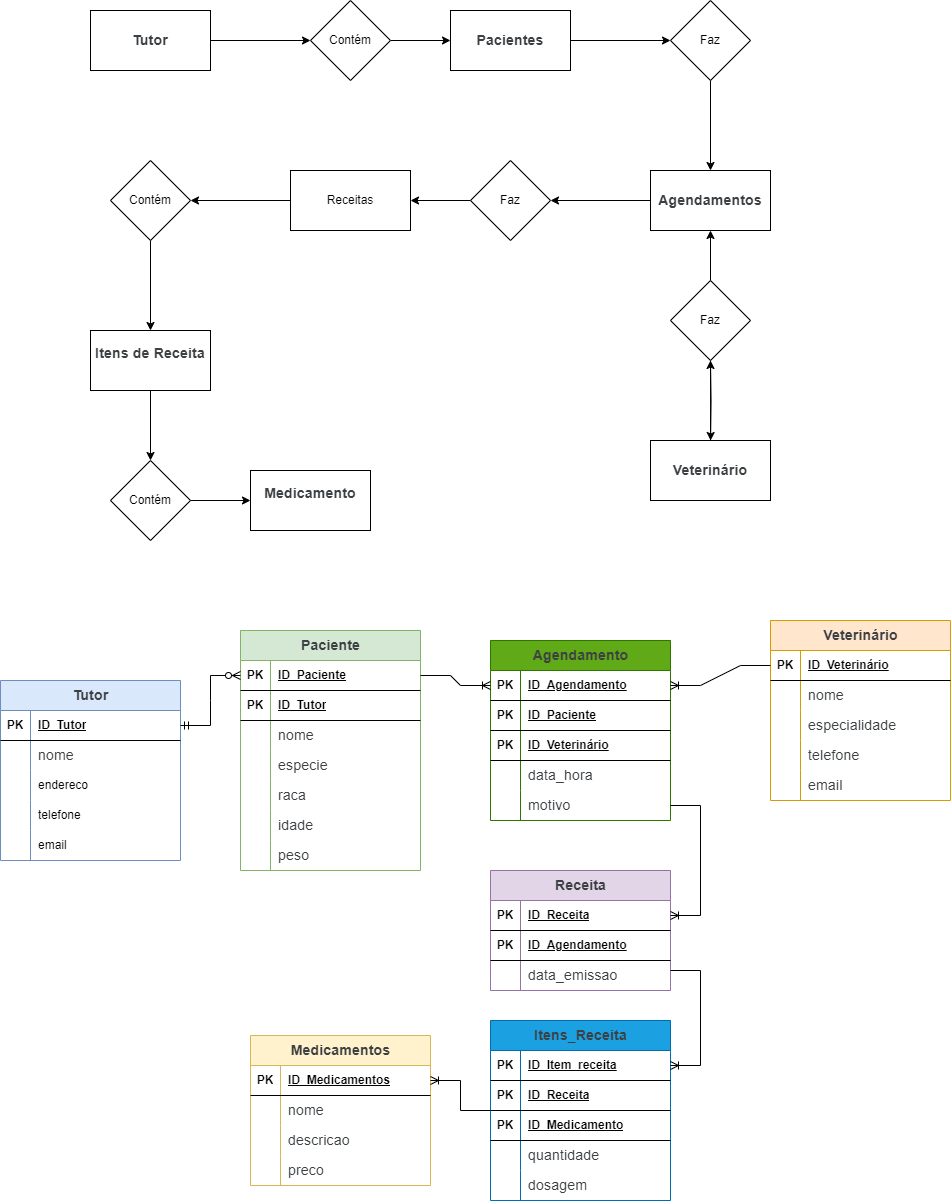 Tutor
Contém
Pacientes
Faz
Contém
Receitas
Faz
Agendamentos
Faz
Itens de Receita
Veterinário
Contém
Medicamento
Tutor
PK ID_Tutor
nome
endereco
telefone
email
Paciente
PK ID_Paciente
PK ID_Tutor
nome
especie
raca
idade
peso
Agendamento
PK ID_Agendamento
PK ID_Paciente
PK ID_Veterinário
data_hora
motivo
Veterinário
PK ID_Veterinário
nome
especialidade
telefone
email
Receita
PK ID_Receita
PK ID_Agendamento
data_emissao
Medicamentos
PK ID_Medicamentos
nome
descricao
preco
Itens_Receita
PK ID_Item_receita
PK ID_Receita
PK ID_Medicamento
quantidade
dosagem